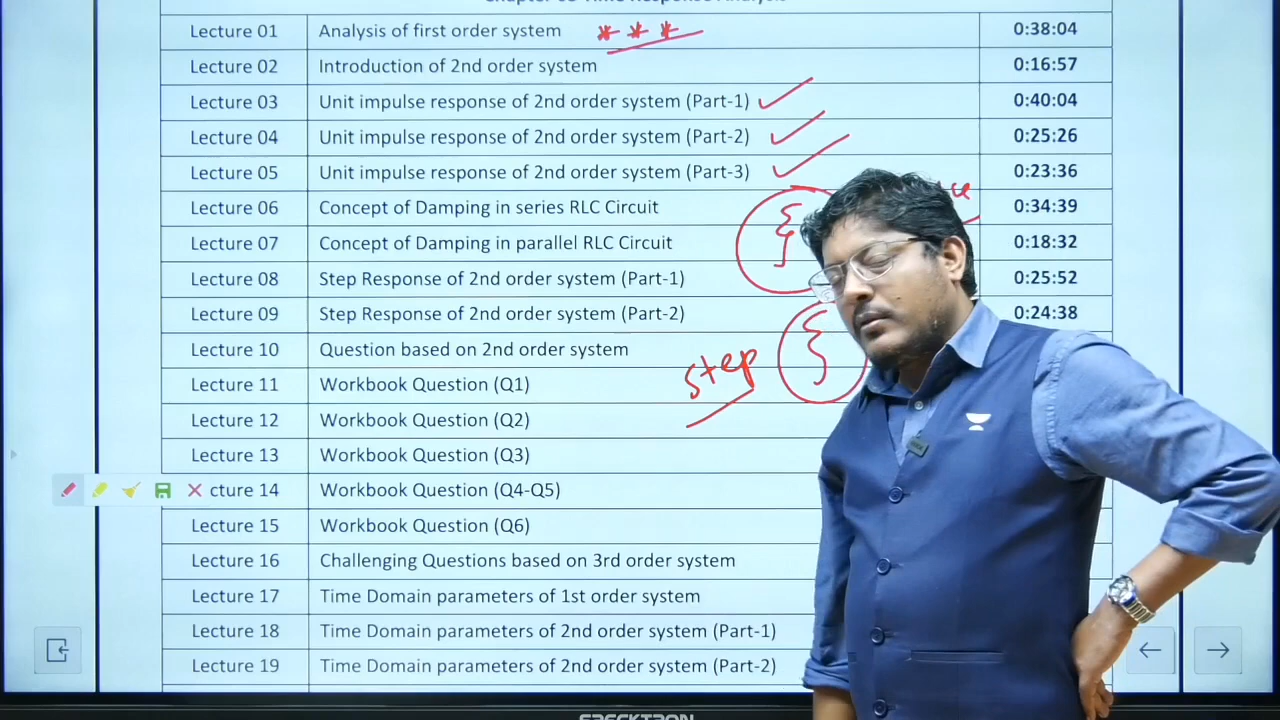 Chapter 03 Time Response Analysis
Lecture 01 Analysis of first order system *** 0:38:04
Lecture 02 Introduction of 2nd order system 0:16:57
Lecture 03 Unit impulse response of 2nd order system (Part-1) 0:40:04
Lecture 04 Unit impulse response of 2nd order system (Part-2) 0:25:26
Lecture 05 Unit impulse response of 2nd order system (Part-3) 0:23:36
Lecture 06 Concept of Damping in series RLC Circuit 0:34:39
Lecture 07 Concept of Damping in parallel RLC Circuit 0:18:32
Lecture 08 Step Response of 2nd order system (Part-1) 0:25:52
Lecture 09 Step Response of 2nd order system (Part-2) 0:24:38
Lecture 10 Question based on 2nd order system
step
Lecture 11 Workbook Question (Q1)
Lecture 12 Workbook Question (Q2)
Lecture 13 Workbook Question (Q3)
cture 14 Workbook Question (Q4-Q5)
Lecture 15 Workbook Question (Q6)
Lecture 16 Challenging Questions based on 3rd order system
Lecture 17 Time Domain parameters of 1st order system
Lecture 18 Time Domain parameters of 2nd order system (Part-1)
Lecture 19 Time Domain parameters of 2nd order system (Part-2)
SPECKTRON